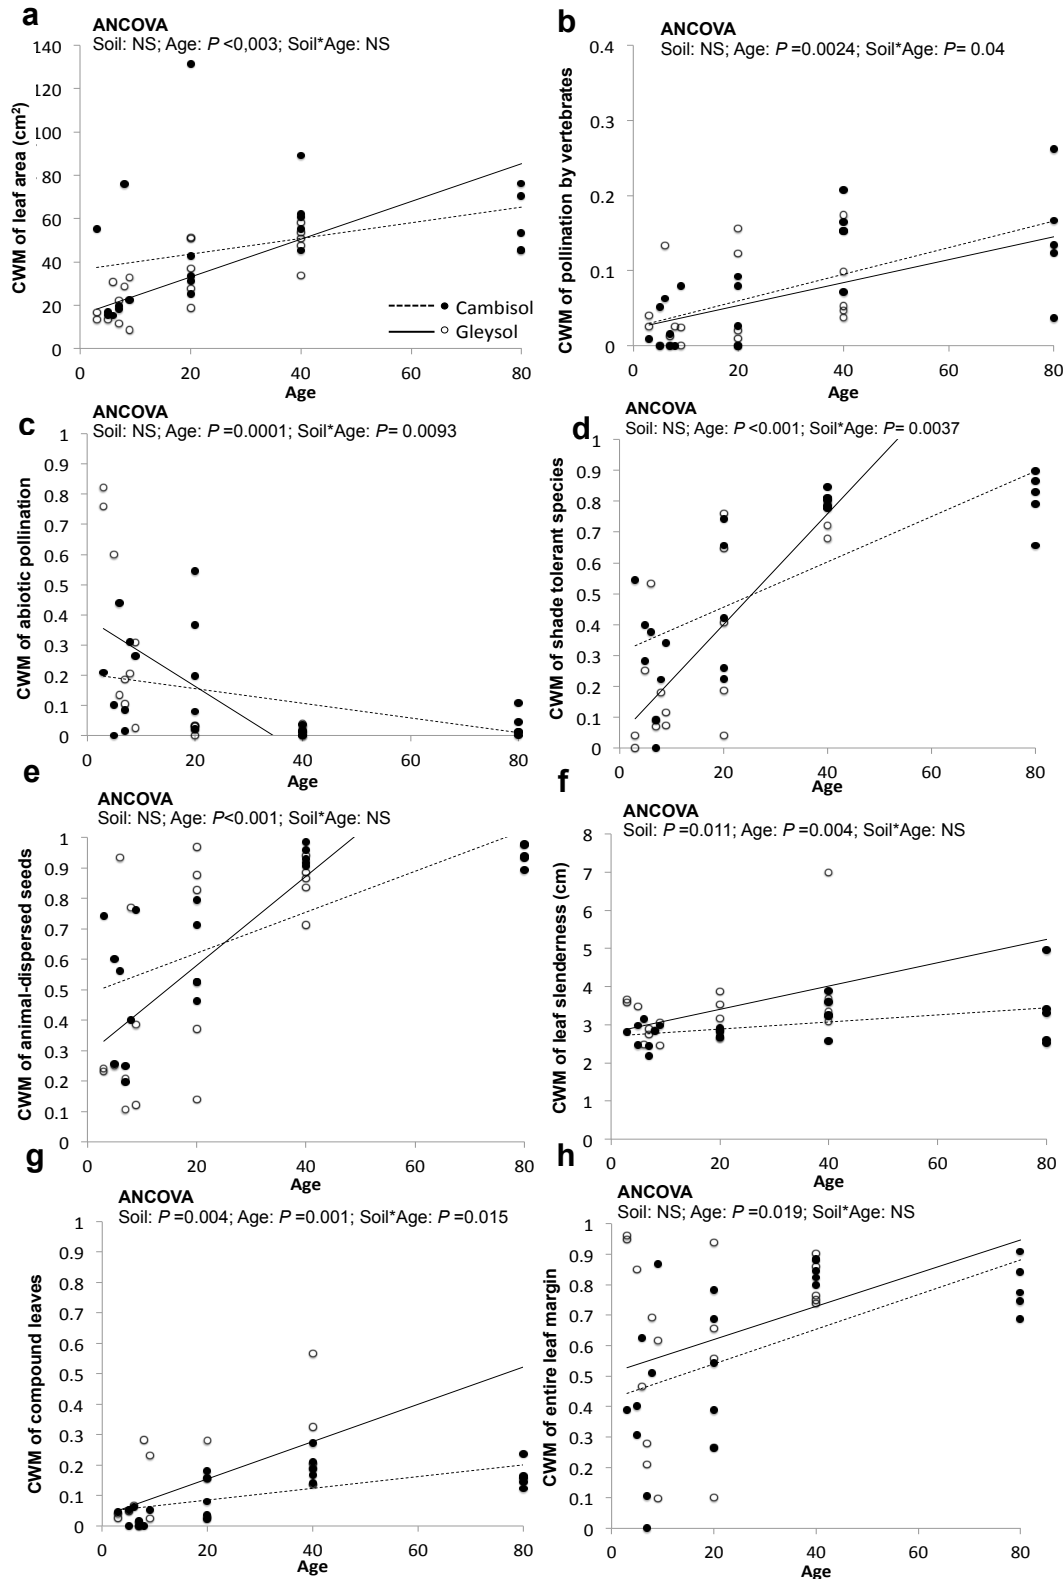 a
ANCOVA
Soil: NS; Age: P <0,003; Soil*Age: NS
CWM of leaf area (cm²)
140
120
100
80
60
40
20
0
Cambisol
Gleysol
0 20 40 60 80
Age
b
ANCOVA
Soil: NS; Age: P =0.0024; Soil*Age: P= 0.04
CWM of pollination by vertebrates
0.4
0.3
0.2
0.1
0
0 20 40 60 80
Age
c
ANCOVA
Soil: NS; Age: P =0.0001; Soil*Age: P= 0.0093
CWM of abiotic pollination
1
0.9
0.8
0.7
0.6
0.5
0.4
0.3
0.2
0.1
0
0 20 40 60 80
Age
d
ANCOVA
Soil: NS; Age: P <0.001; Soil*Age: P= 0.0037
CWM of shade tolerant species
1
0.9
0.8
0.7
0.6
0.5
0.4
0.3
0.2
0.1
0
0 20 40 60 80
Age
e
ANCOVA
Soil: NS; Age: P<0.001; Soil*Age: NS
CWM of animal-dispersed seeds
1
0.9
0.8
0.7
0.6
0.5
0.4
0.3
0.2
0.1
0
0 20 40 60 80
Age
f
ANCOVA
Soil: P =0.011; Age: P =0.004; Soil*Age: NS
CWM of leaf slenderness (cm)
8
7
6
5
4
3
2
1
0
0 20 40 60 80
Age
g
ANCOVA
Soil: P =0.004; Age: P =0.001; Soil*Age: P =0.015
CWM of compound leaves
1
0.9
0.8
0.7
0.6
0.5
0.4
0.3
0.2
0.1
0
0 20 40 60 80
Age
h
ANCOVA
Soil: NS; Age: P =0.019; Soil*Age: NS
CWM of entire leaf margin
1
0.9
0.8
0.7
0.6
0.5
0.4
0.3
0.2
0.1
0
0 20 40 60 80
Age